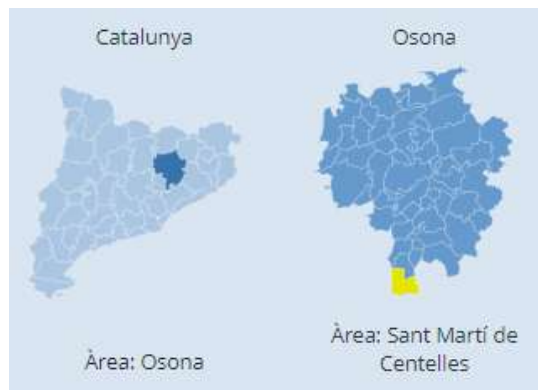 Catalunya
Osona
Àrea: Osona
Àrea: Sant Martí de
Centelles